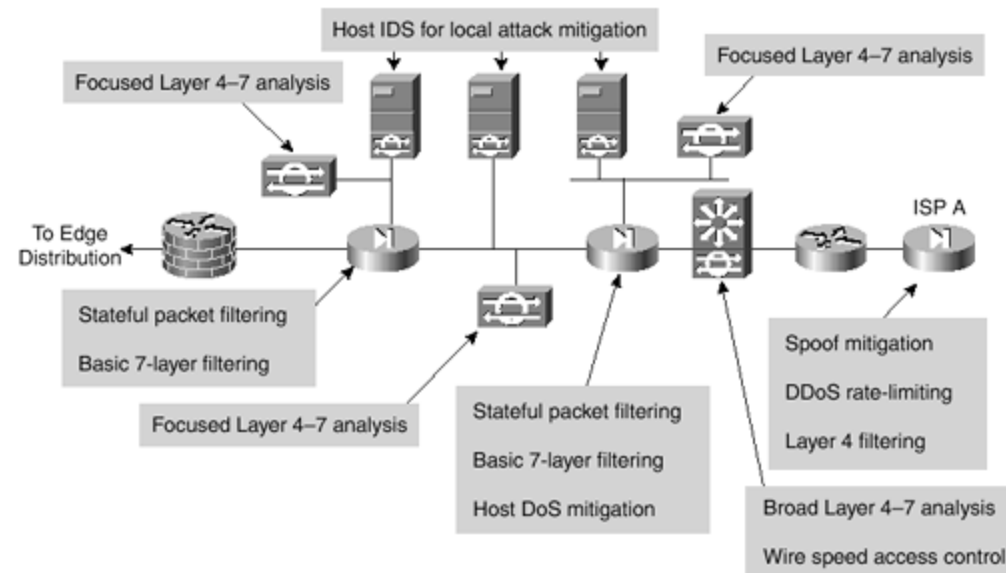 Host IDS for local attack mitigation
Focused Layer 4–7 analysis
Focused Layer 4–7 analysis
ISP A
To Edge
Distribution
Stateful packet filtering
Basic 7-layer filtering
Focused Layer 4–7 analysis
Stateful packet filtering
Basic 7-layer filtering
Host DoS mitigation
Spoof mitigation
DDoS rate-limiting
Layer 4 filtering
Broad Layer 4–7 analysis
Wire speed access control